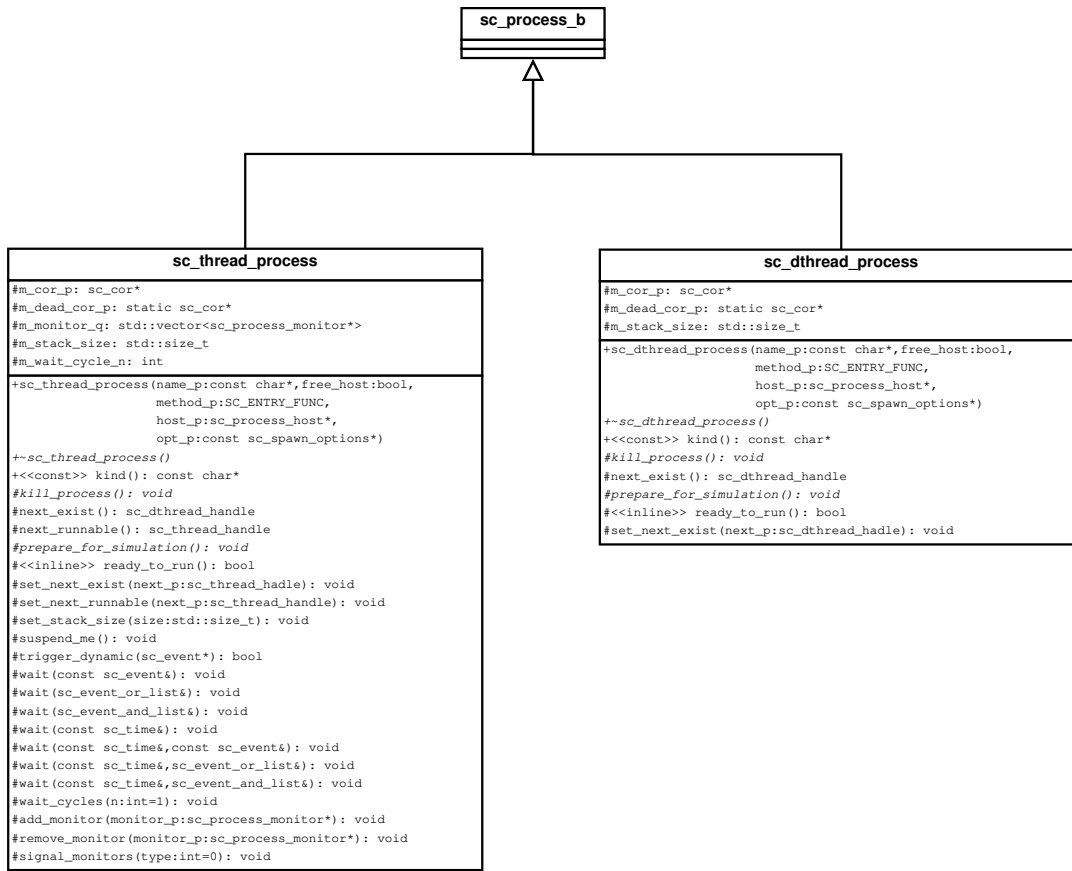 sc_process_b
sc_thread_process
#m_cor_p: sc_cor*
#m_dead_cor_p: static sc_cor*
#m_monitor_q: std::vector<sc_process_monitor*>
#m_stack_size: std::size_t
#m_wait_cycle_n: int
+sc_thread_process(name_p:const char*,free_host:bool,
method_p:SC_ENTRY_FUNC,
host_p:sc_process_host*,
opt_p:const sc_spawn_options*)
+~sc_thread_process()
+<<const>> kind(): const char*
#kill_process(): void
#next_exist(): sc_dthread_handle
#next_runnable(): sc_thread_handle
#prepare_for_simulation(): void
#<<inline>> ready_to_run(): bool
#set_next_exist(next_p:sc_thread_hadle): void
#set_next_runnable(next_p:sc_thread_handle): void
#set_stack_size(size:std::size_t): void
#suspend_me(): void
#trigger_dynamic(sc_event*): bool
#wait(const sc_event&): void
#wait(sc_event_or_list&): void
#wait(sc_event_and_list&): void
#wait(const sc_time&): void
#wait(const sc_time&,const sc_event&): void
#wait(const sc_time&,sc_event_or_list&): void
#wait(const sc_time&,sc_event_and_list&): void
#wait_cycles(n:int=1): void
#add_monitor(monitor_p:sc_process_monitor*): void
#remove_monitor(monitor_p:sc_process_monitor*): void
#signal_monitors(type:int=0): void
sc_dthread_process
#m_cor_p: sc_cor*
#m_dead_cor_p: static sc_cor*
#m_stack_size: std::size_t
+sc_dthread_process(name_p:const char*,free_host:bool,
method_p:SC_ENTRY_FUNC,
host_p:sc_process_host*,
opt_p:const sc_spawn_options*)
+~sc_dthread_process()
+<<const>> kind(): const char*
#kill_process(): void
#next_exist(): sc_dthread_handle
#prepare_for_simulation(): void
#<<inline>> ready_to_run(): bool
#set_next_exist(next_p:sc_dthread_hadle): void